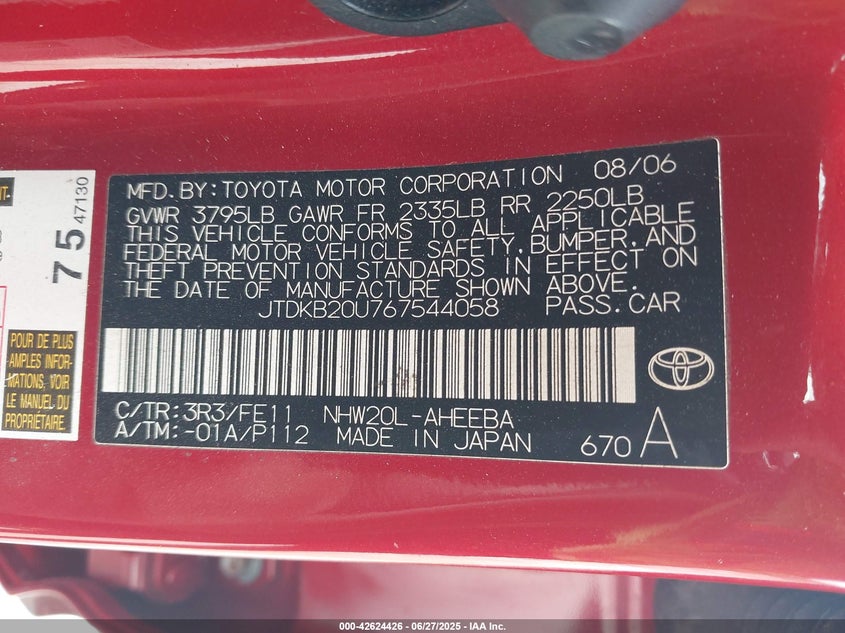 MFD. BY: TOYOTA MOTOR CORPORATION 08/06
GVWR 3795LB GAWR FR 2335LB RR 2250LB
THIS VEHICLE CONFORMS TO ALL APPLICABLE
FEDERAL MOTOR VEHICLE SAFETY, BUMPER, AND
THEFT PREVENTION STANDARDS IN EFFECT ON
THE DATE OF MANUFACTURE SHOWN ABOVE.
JTDKB20U767544058 PASS. CAR
C/TR: 3R3/FE11 NHW20L-AHEEBA
A/TM: -01A/P112 MADE IN JAPAN 670 A
75 47130
POUR DE PLUS
AMPLES INFOR-
MATIONS, VOIR
LE MANUEL DU
PROPRIÉTAIRE.
000-42624426 - 06/27/2025 - IAA Inc.